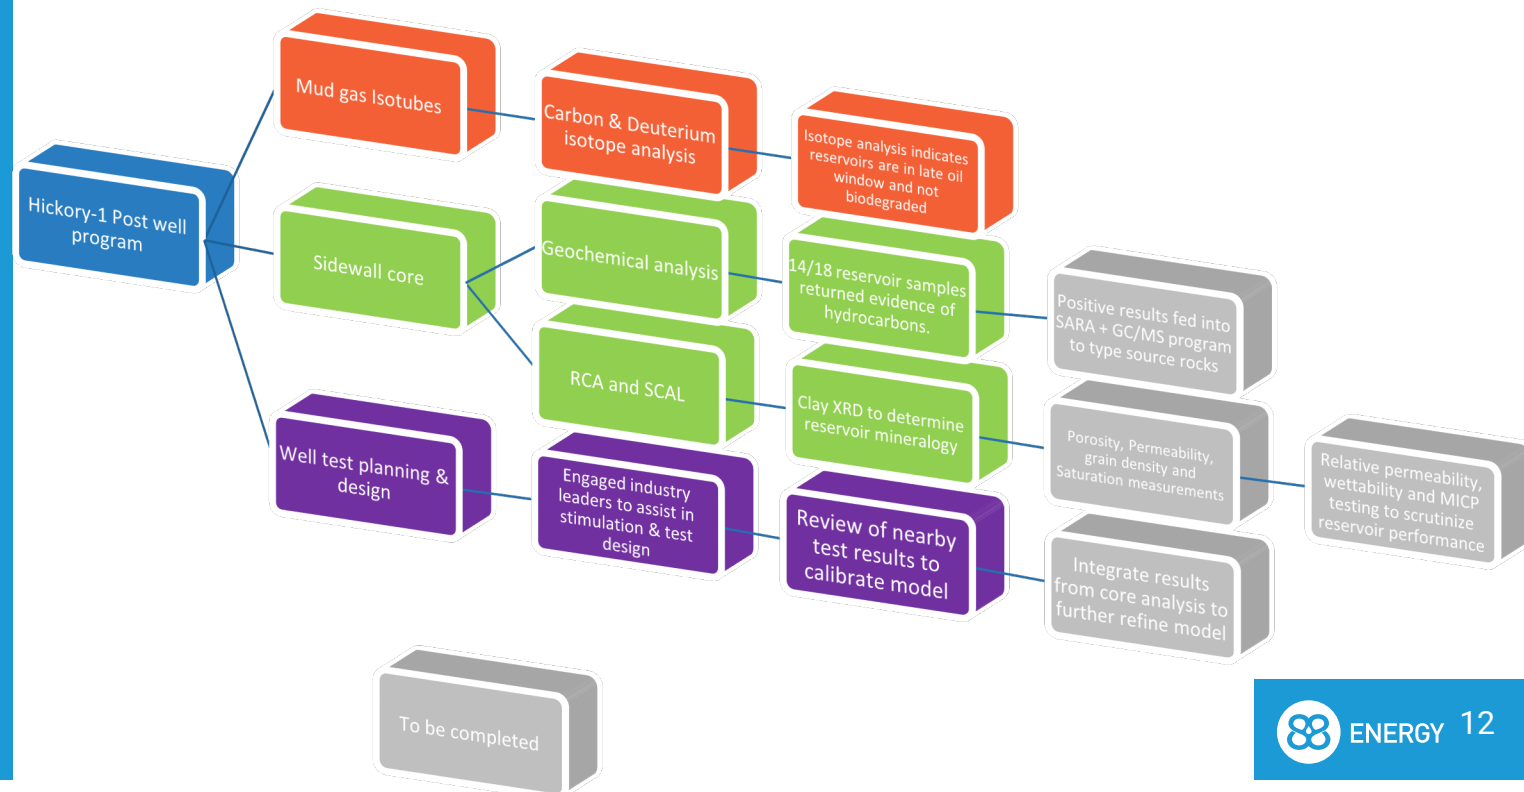 Hickory-1 Post well
program
Mud gas Isotubes
Carbon & Deuterium
isotope analysis
Isotope analysis indicates
reservoirs are in late oil
window and not
biodegraded
Sidewall core
Geochemical analysis
14/18 reservoir samples
returned evidence of
hydrocarbons.
Positive results fed into
SARA + GC/MS program
to type source rocks
RCA and SCAL
Clay XRD to determine
reservoir mineralogy
Porosity, Permeability,
grain density and
Saturation measurements
Relative permeability,
wettability and MICP
testing to scrutinize
reservoir performance
Well test planning &
design
Engaged industry
leaders to assist in
stimulation & test
design
Review of nearby
test results to
calibrate model
Integrate results
from core analysis to
further refine model
To be completed
88 ENERGY 12